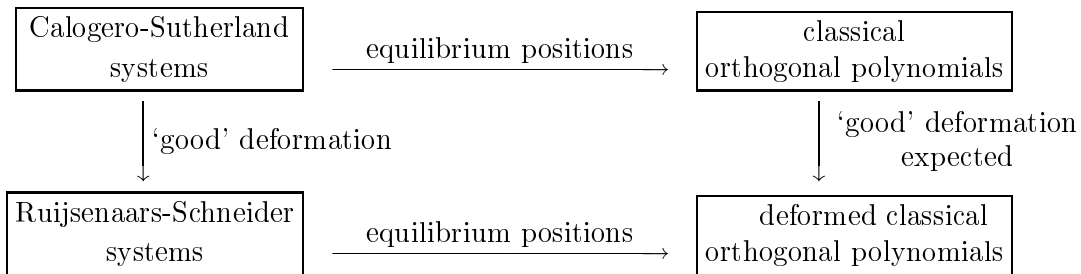 Calogero-Sutherland
systems
equilibrium positions
classical
orthogonal polynomials
‘good’ deformation
‘good’ deformation
expected
Ruijsenaars-Schneider
systems
equilibrium positions
deformed classical
orthogonal polynomials